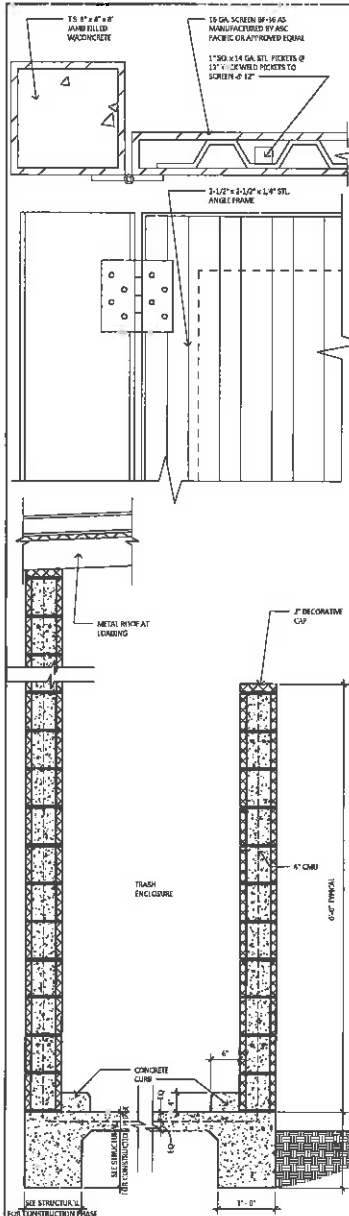 T.S. 8" x 8" x 8'
JAMB FILLED
W/CONCRETE
16 GA. SCREEN BF-36 AS
MANUFACTURED BY ASC
PACIFIC OR APPROVED EQUAL
1" SQ. x 14 GA. STL. PICKETS @
WELD PICKETS TO
SCREEN @ 12"
2-1/2" x 2-1/2" x 1/4" STL.
ANGLE FRAME
METAL ROOF AT
LOADING
2" DECORATIVE
CAP
TRASH
ENCLOSURE
CMU
TYPICAL
CONCRETE
CURB
6"
EQ
EQ
SEE STRUCTURAL
FOR CONSTRUCTION PHASE
SEE STRUCTURAL
FOR CONSTRUCTION PHASE
1' - 0"